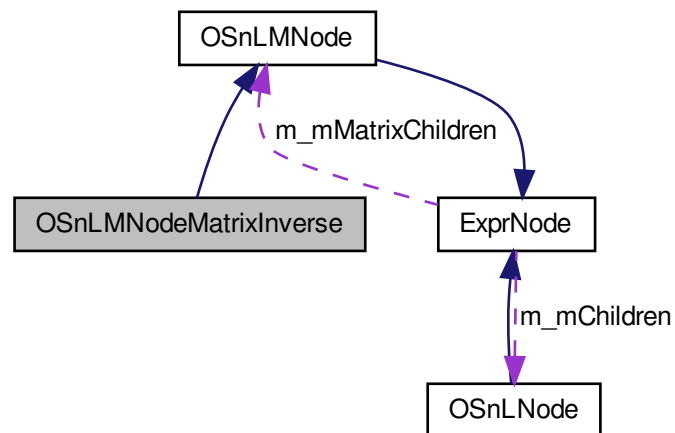 OSnLMNode
m_mMatrixChildren
OSnLMNodeMatrixInverse
ExprNode
m_mChildren
OSnLNode